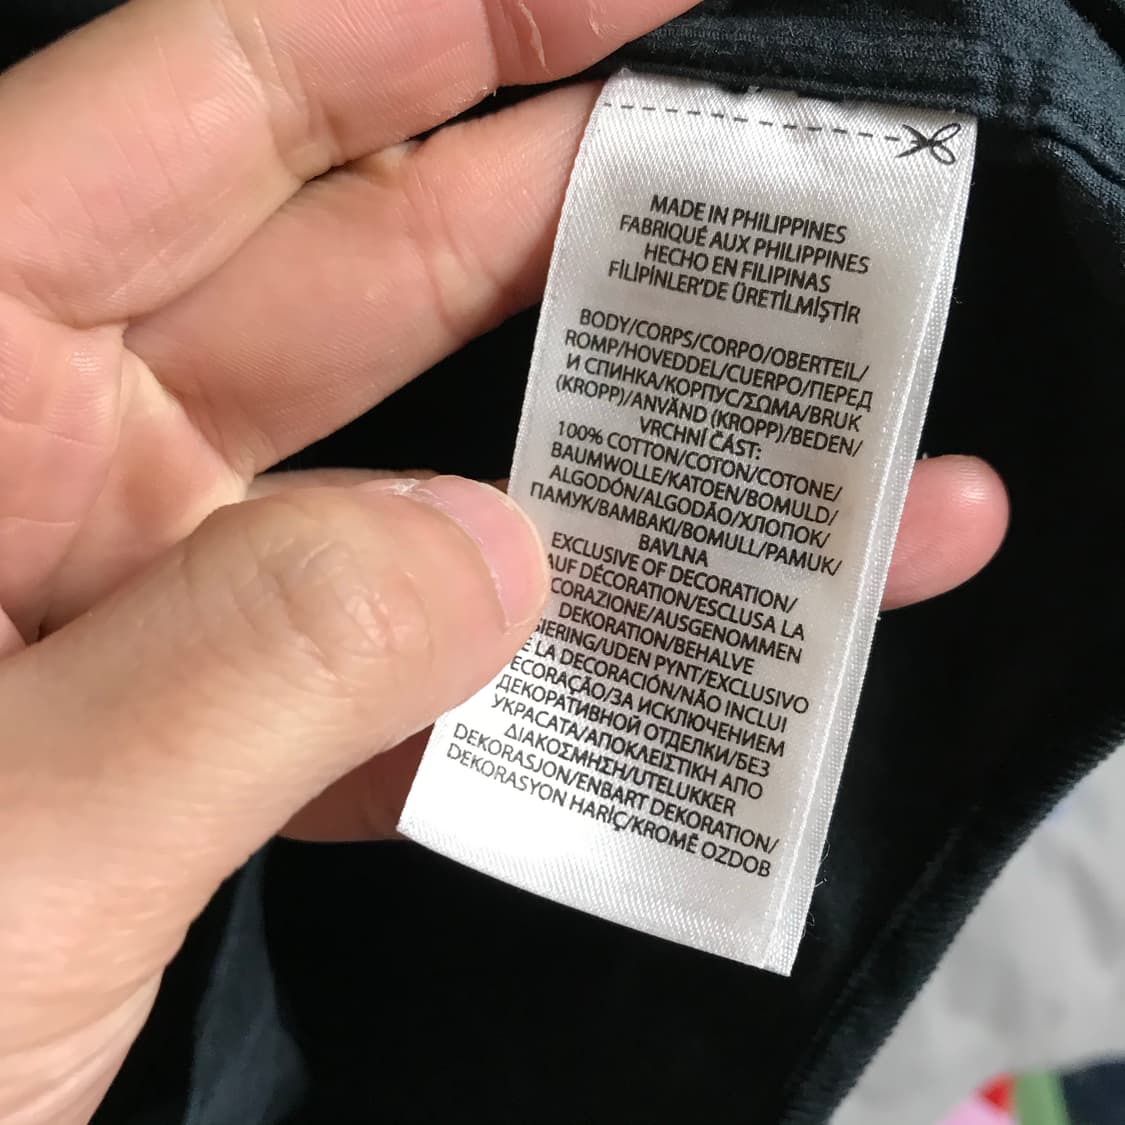 MADE IN PHILIPPINES
FABRIQUÉ AUX PHILIPPINES
HECHO EN FILIPINAS
FİLİPİNLER'DE ÜRETİLMİŞTİR
BODY/CORPS/CORPO/OBERTEIL/
ROMP/HOVEDDEL/CUERPO/ПЕРЕД
И СПИНКА/КОРПУС/ΣΩΜΑ/BRUK
(KROPP)/ANVÄND (KROPP)/BEDEN/
VRCHNÍ ČÁST:
100% COTTON/COTON/COTONE/
BAUMWOLLE/KATOEN/BOMULD/
ALGODÓN/ALGODÃO/ХЛОПОК/
ПАМУК/BAMBAKI/BOMULL/PAMUK/
BAVLNA
EXCLUSIVE OF DECORATION/
AUF DÉCORATION/ESCLUSA LA
CORAZIONE/AUSGENOMMEN
DEKORATION/BEHALVE
IERING/UDEN PYNT/EXCLUSIVO
E LA DECORACIÓN/NÃO INCLUI
ECORAÇÃO/ЗА ИСКЛЮЧЕНИЕМ
ДЕКОРАТИВНОЙ ОТДЕЛКИ/БЕЗ
УКРАСАТА/ΑΠΟΚΛΕΙΣΤΙΚΗ ΑΠΟ
ΔΙΑΚΟΣΜΗΣΗ/UTELUKKER
DEKORASJON/ENBART DEKORATION/
DEKORASYON HARİÇ/KROMĚ OZDOB